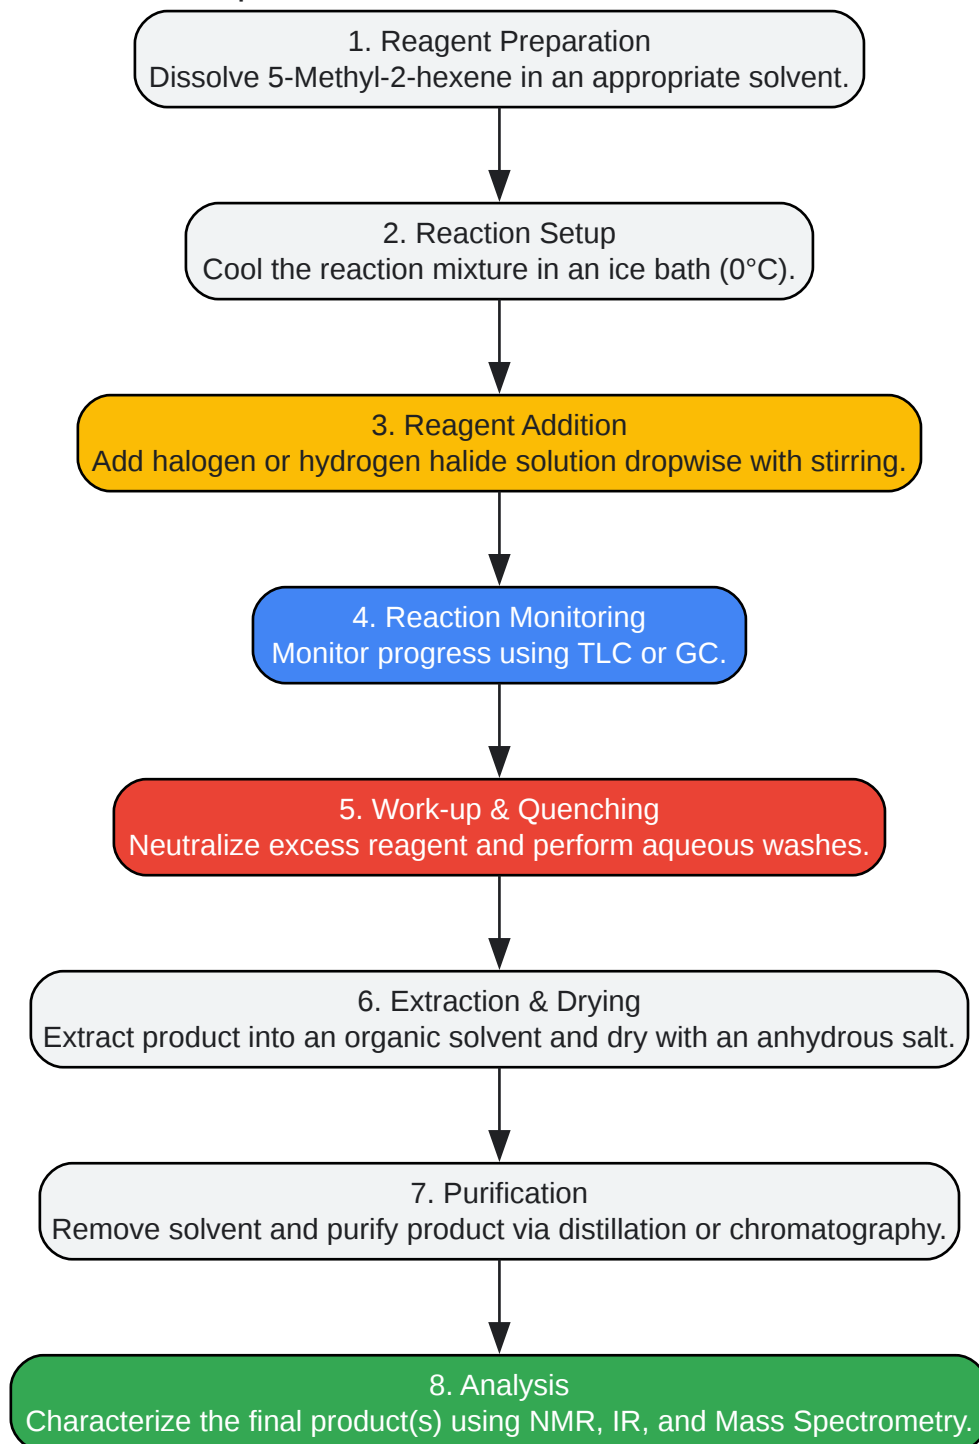 1. Reagent Preparation
Dissolve 5-Methyl-2-hexene in an appropriate solvent.
2. Reaction Setup
Cool the reaction mixture in an ice bath (0°C).
3. Reagent Addition
Add halogen or hydrogen halide solution dropwise with stirring.
4. Reaction Monitoring
Monitor progress using TLC or GC.
5. Work-up & Quenching
Neutralize excess reagent and perform aqueous washes.
6. Extraction & Drying
Extract product into an organic solvent and dry with an anhydrous salt.
7. Purification
Remove solvent and purify product via distillation or chromatography.
8. Analysis
Characterize the final product(s) using NMR, IR, and Mass Spectrometry.